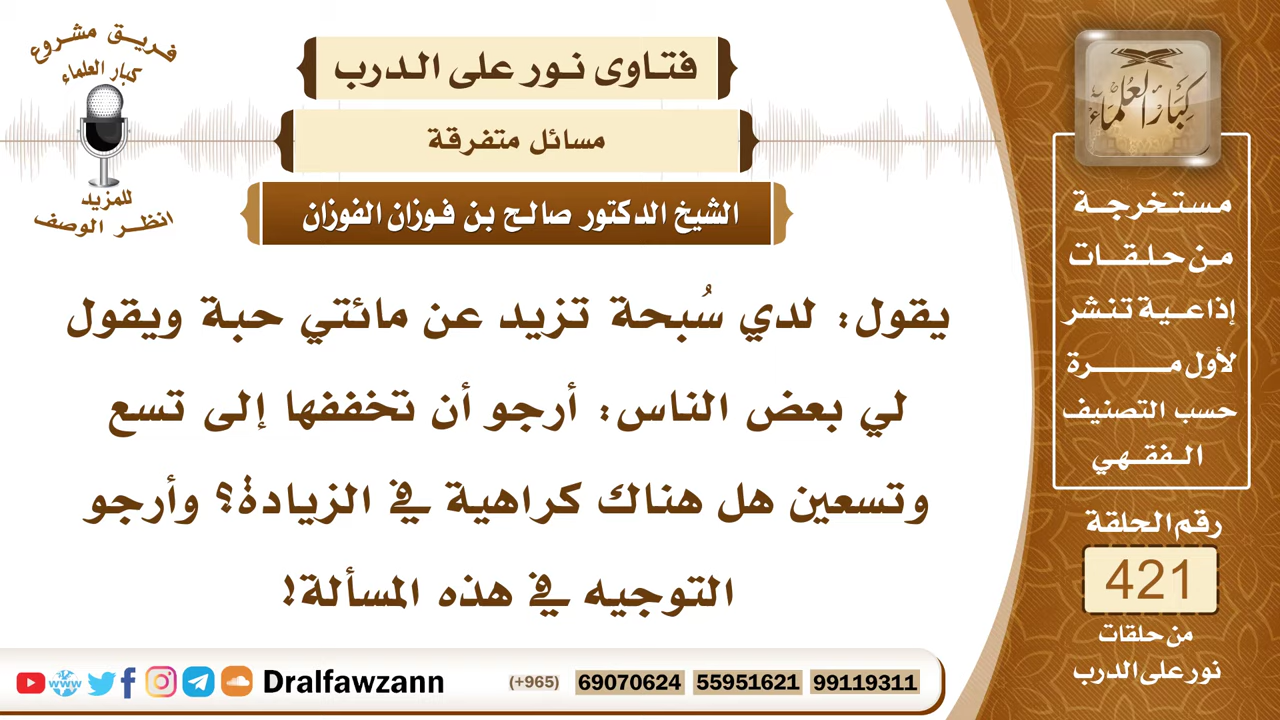 فريق مشروع
كبار العلماء
للمزيد
انظر الوصف
فتاوى نور على الدرب
مسائل متفرقة
الشيخ الدكتور صالح بن فوزان الفوزان
يقول: لدي سُبحة تزيد عن مائتي حبة ويقول
لي بعض الناس: أرجو أن تخففها إلى تسع
وتسعين هل هناك كراهية في الزيادة؟ وأرجو
التوجيه في هذه المسألة!
كبار العُلماء
مستخرجة
من حلقات
إذاعية تنشر
لأول مرة
حسب التصنيف
الفقهي
رقم الحلقة
421
من حلقات
نور على الدرب
www
Dralfawzann (+965) 69070624 55951621 99119311